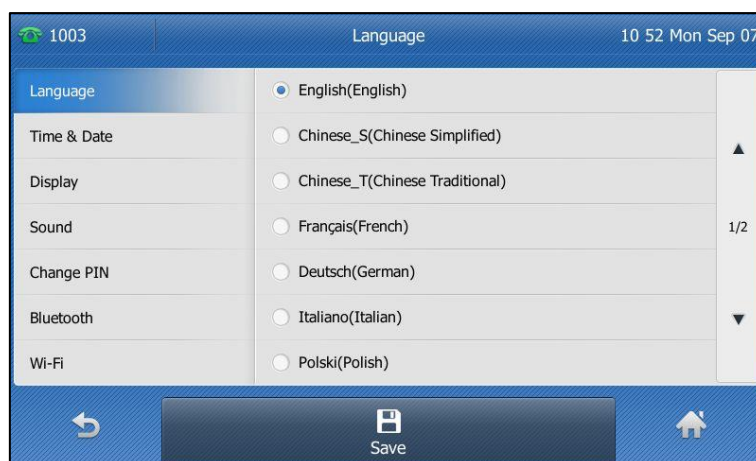 1003
Language
10 52 Mon Sep 07
Language
Time & Date
Display
Sound
Change PIN
Bluetooth
Wi-Fi
English(English)
Chinese_S(Chinese Simplified)
Chinese_T(Chinese Traditional)
Français(French)
Deutsch(German)
Italiano(Italian)
Polski(Polish)
1/2
Save